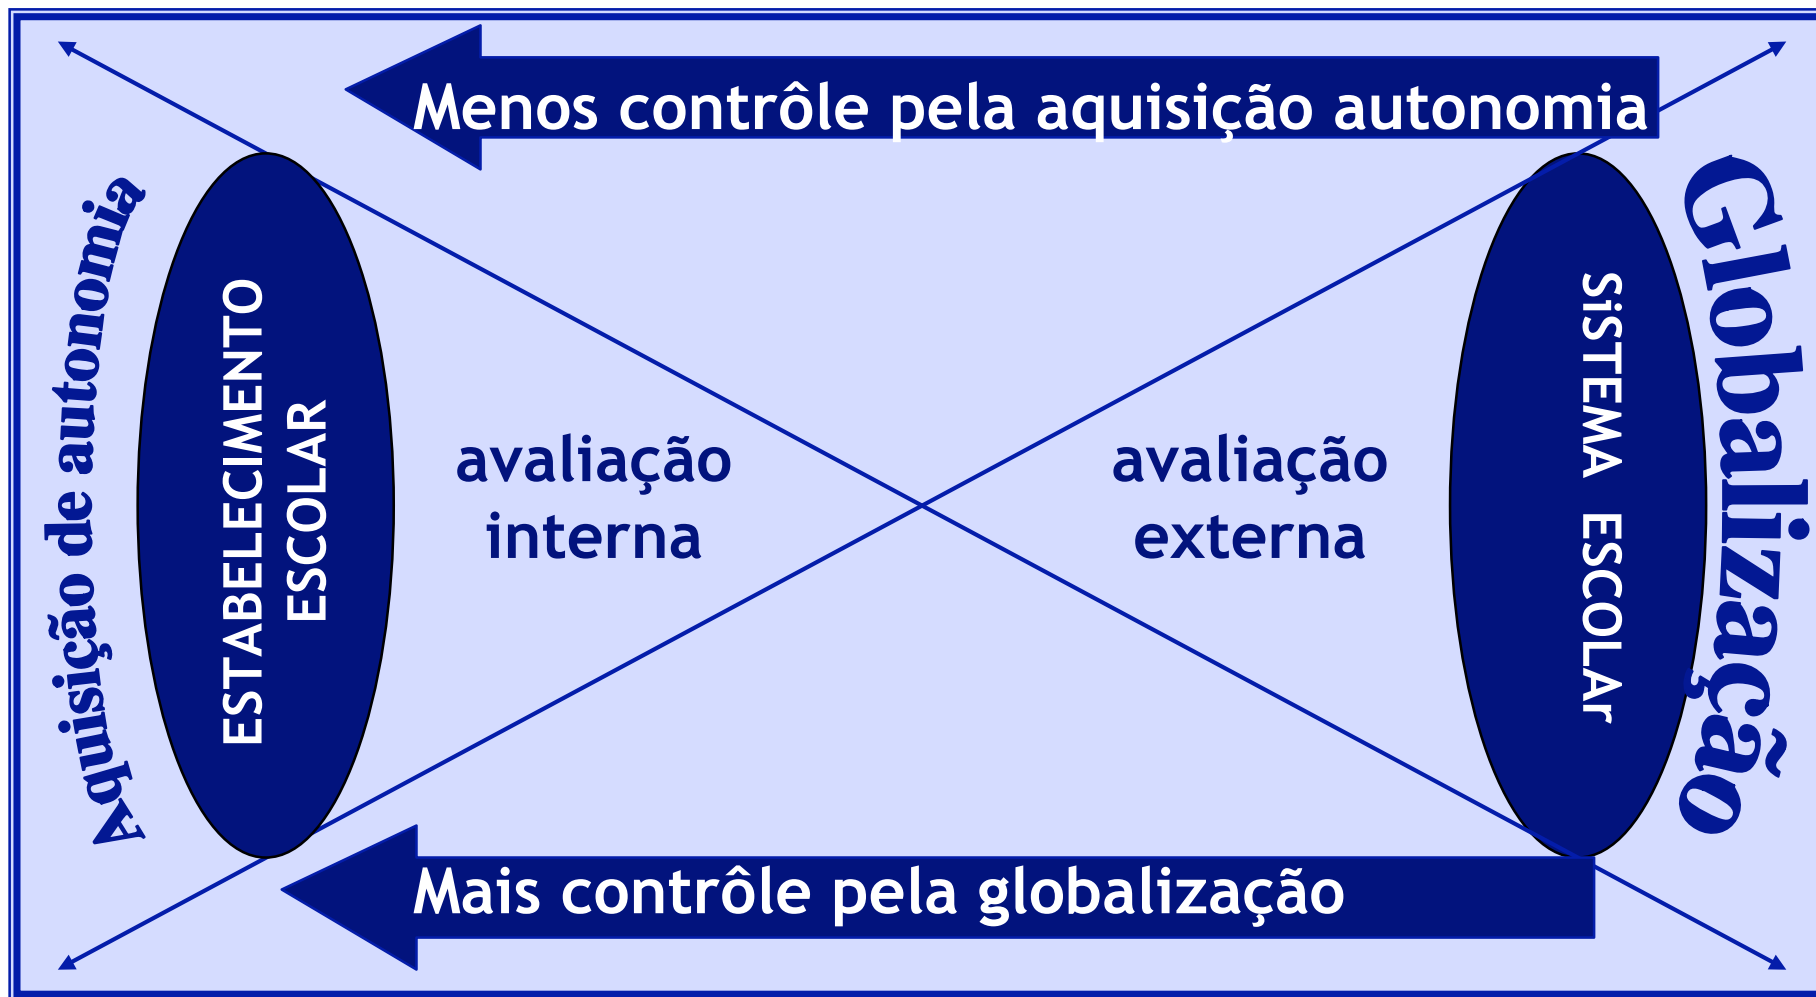 Menos contrôle pela aquisição autonomia
Aquisição de autonomia
ESTABELECIMENTO
ESCOLAR
avaliação
interna
avaliação
externa
SiSTEMA ESCOLAr
Globalização
Mais contrôle pela globalização